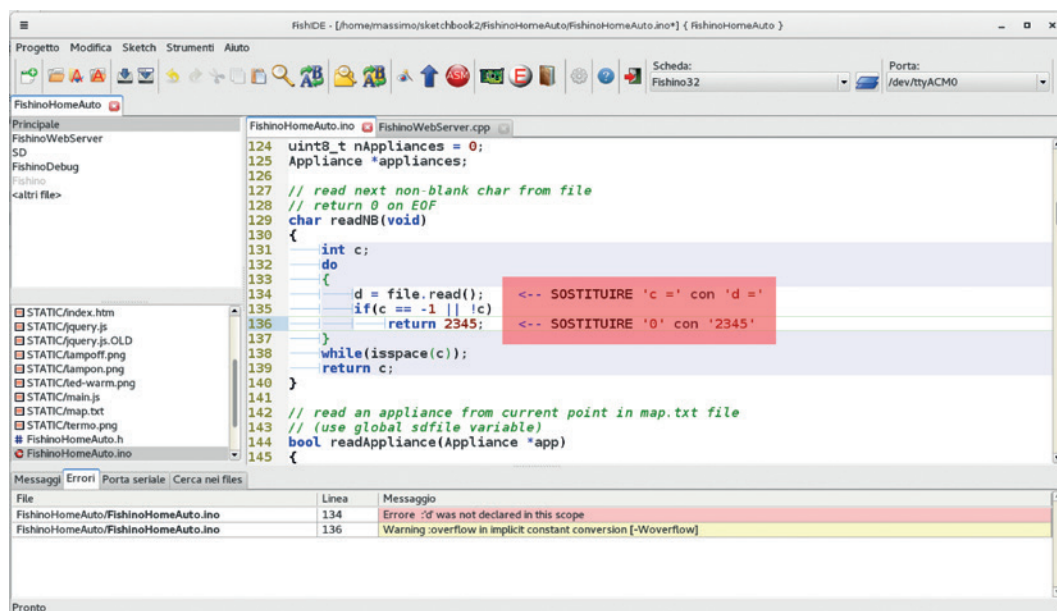 FishIDE - [/home/massimo/sketchbook2/FishinoHomeAuto/FishinoHomeAuto.ino*] { FishinoHomeAuto }
Progetto Modifica Sketch Strumenti Aiuto
Scheda:
Fishino32
Porta:
/dev/ttyACM0
FishinoHomeAuto
Principale
FishinoWebServer
SD
FishinoDebug
Fishino
<altri file>
STATIC/index.htm
STATIC/jquery.js
STATIC/jquery.js.OLD
STATIC/lampoff.png
STATIC/lampon.png
STATIC/led-warm.png
STATIC/main.js
STATIC/map.txt
STATIC/termo.png
# FishinoHomeAuto.h
FishinoHomeAuto.ino
FishinoHomeAuto.ino FishinoWebServer.cpp
124 uint8_t nAppliances = 0;
125 Appliance *appliances;
126
127 // read next non-blank char from file
128 // return 0 on EOF
129 char readNB(void)
130 {
131 int c;
132 do
133 {
134 d = file.read(); <-- SOSTITUIRE 'c =' con 'd ='
135 if(c == -1 || !c)
136 return 2345; <-- SOSTITUIRE '0' con '2345'
137 }
138 while(isspace(c));
139 return c;
140 }
141
142 // read an appliance from current point in map.txt file
143 // (use global sdfile variable)
144 bool readAppliance(Appliance *app)
145 {
Messaggi Errori Porta seriale Cerca nei files
File Linea Messaggio
FishinoHomeAuto/FishinoHomeAuto.ino 134 Errore :'d' was not declared in this scope
FishinoHomeAuto/FishinoHomeAuto.ino 136 Warning :overflow in implicit constant conversion [-Woverflow]
Pronto